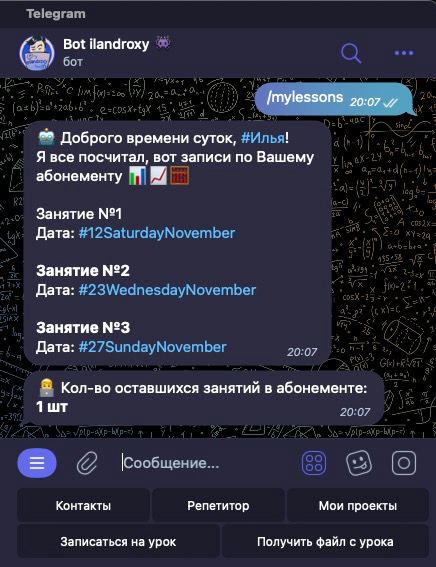 Telegram
Bot ilandroxy 👾
бот
/mylessons 20:07
🤖 Доброго времени суток, #Илья!
Я все посчитал, вот записи по Вашему
абонементу 📊📈🧮
Занятие №1
Дата: #12SaturdayNovember
Занятие №2
Дата: #23WednesdayNovember
Занятие №3
Дата: #27SundayNovember
20:07
👨‍💻 Кол-во оставшихся занятий в абонементе:
1 шт
20:07
Сообщение...
Контакты
Репетитор
Мои проекты
Записаться на урок
Получить файл с урока